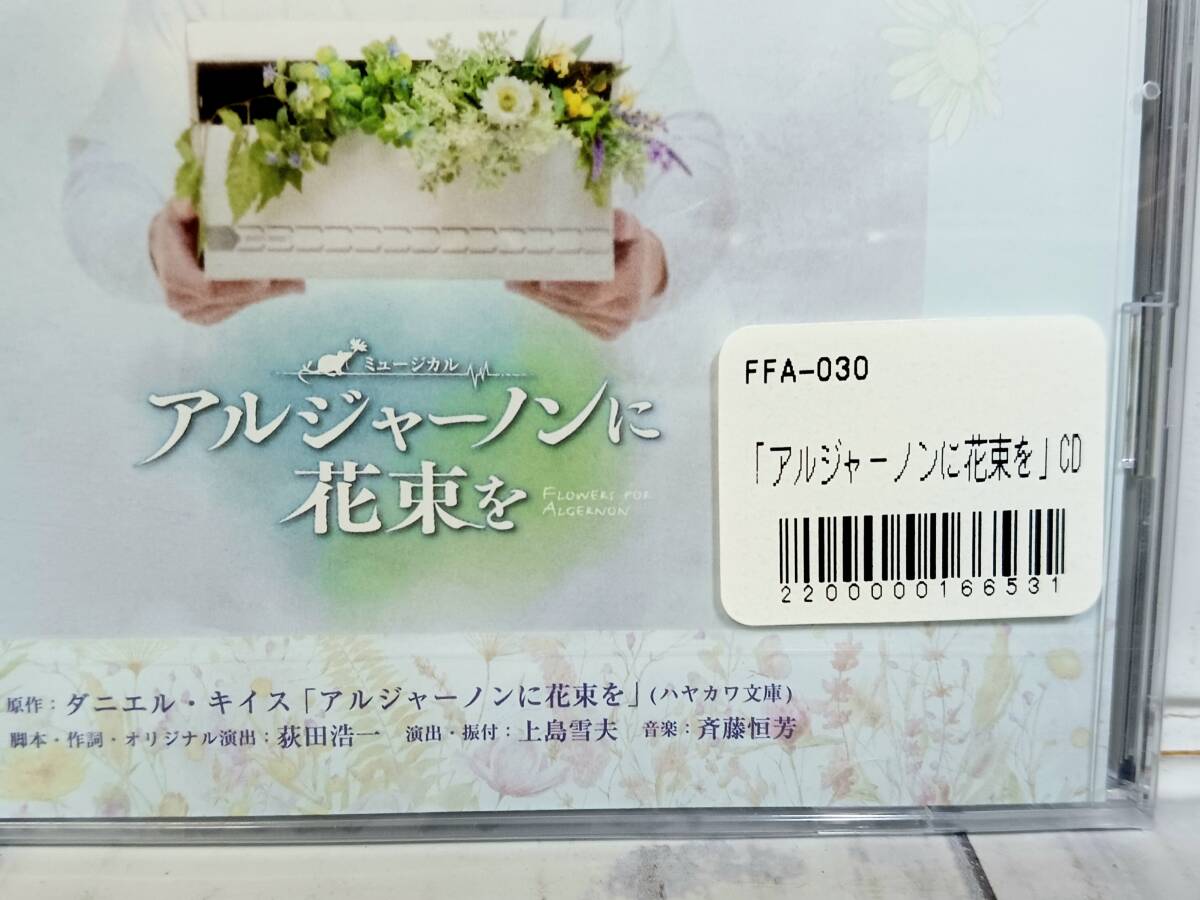 ミュージカル
アルジャーノンに
花束を
FLOWERS FOR
ALGERNON
FFA-030
「アルジャーノンに花束を」CD
2200000166531
原作：ダニエル・キイス「アルジャーノンに花束を」(ハヤカワ文庫)
脚本・作詞・オリジナル演出：荻田浩一　演出・振付：上島雪夫　音楽：斉藤恒芳